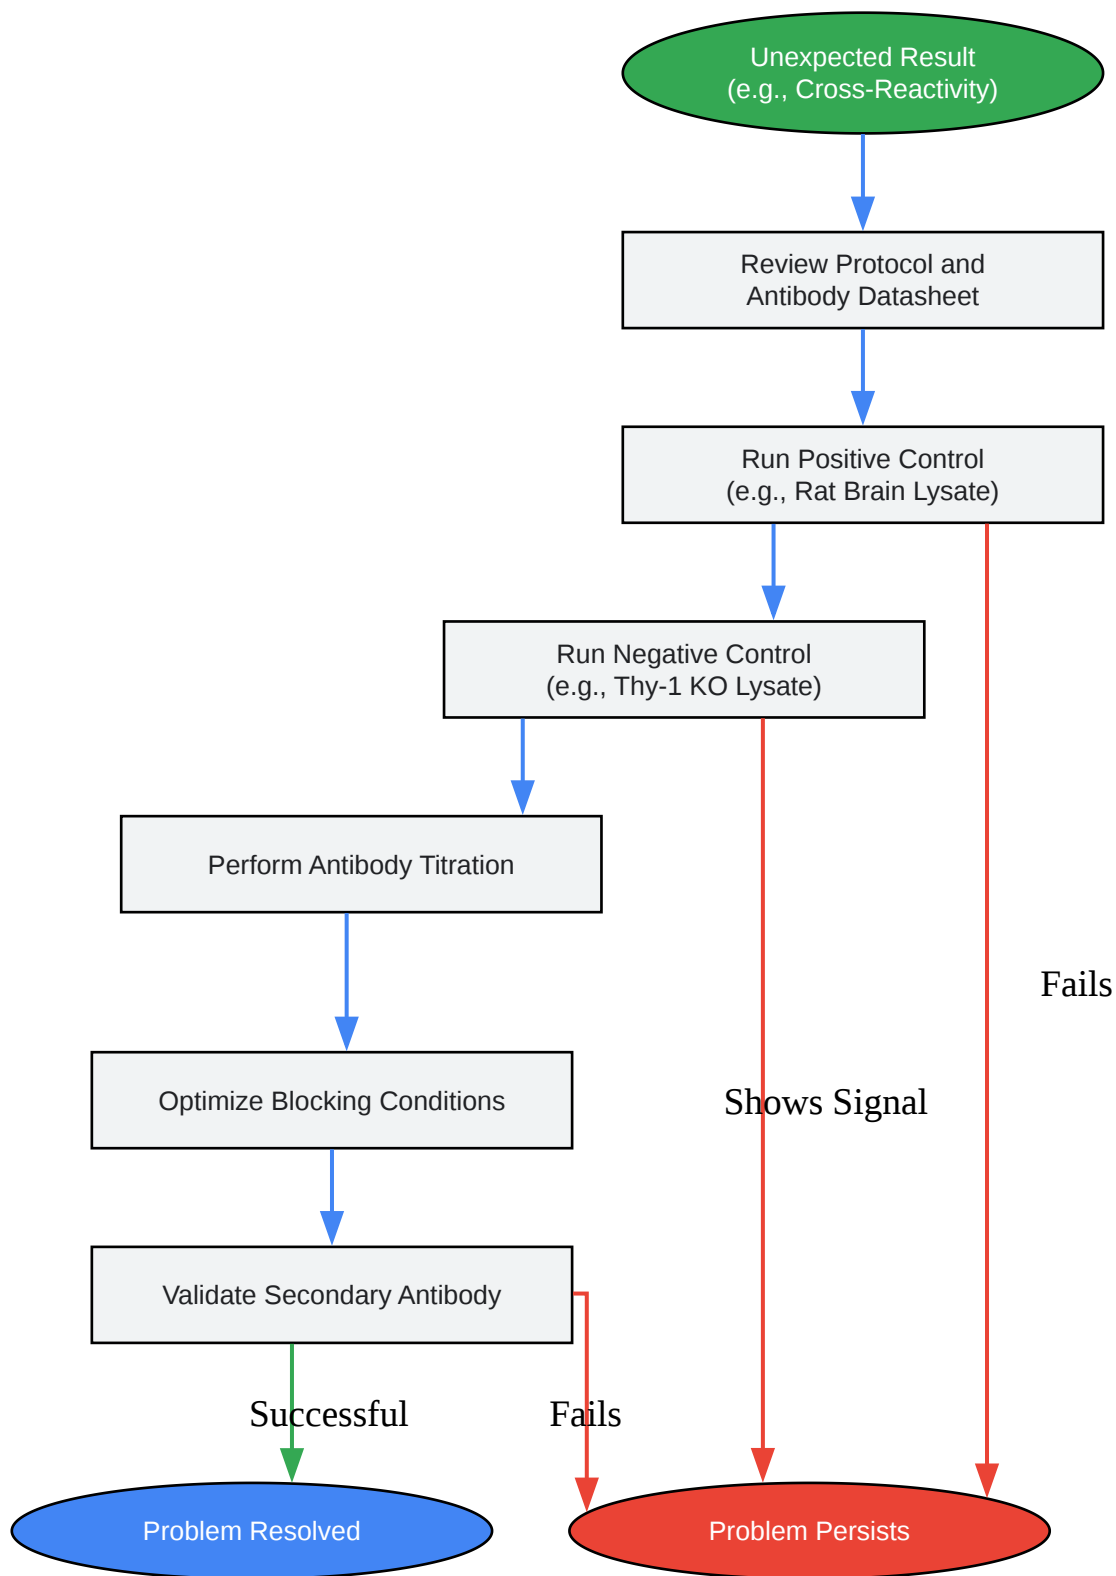 Unexpected Result
(e.g., Cross-Reactivity)
Review Protocol and
Antibody Datasheet
Run Positive Control
(e.g., Rat Brain Lysate)
Run Negative Control
(e.g., Thy-1 KO Lysate)
Perform Antibody Titration
Fails
Optimize Blocking Conditions
Shows Signal
Validate Secondary Antibody
Successful
Fails
Problem Resolved
Problem Persists